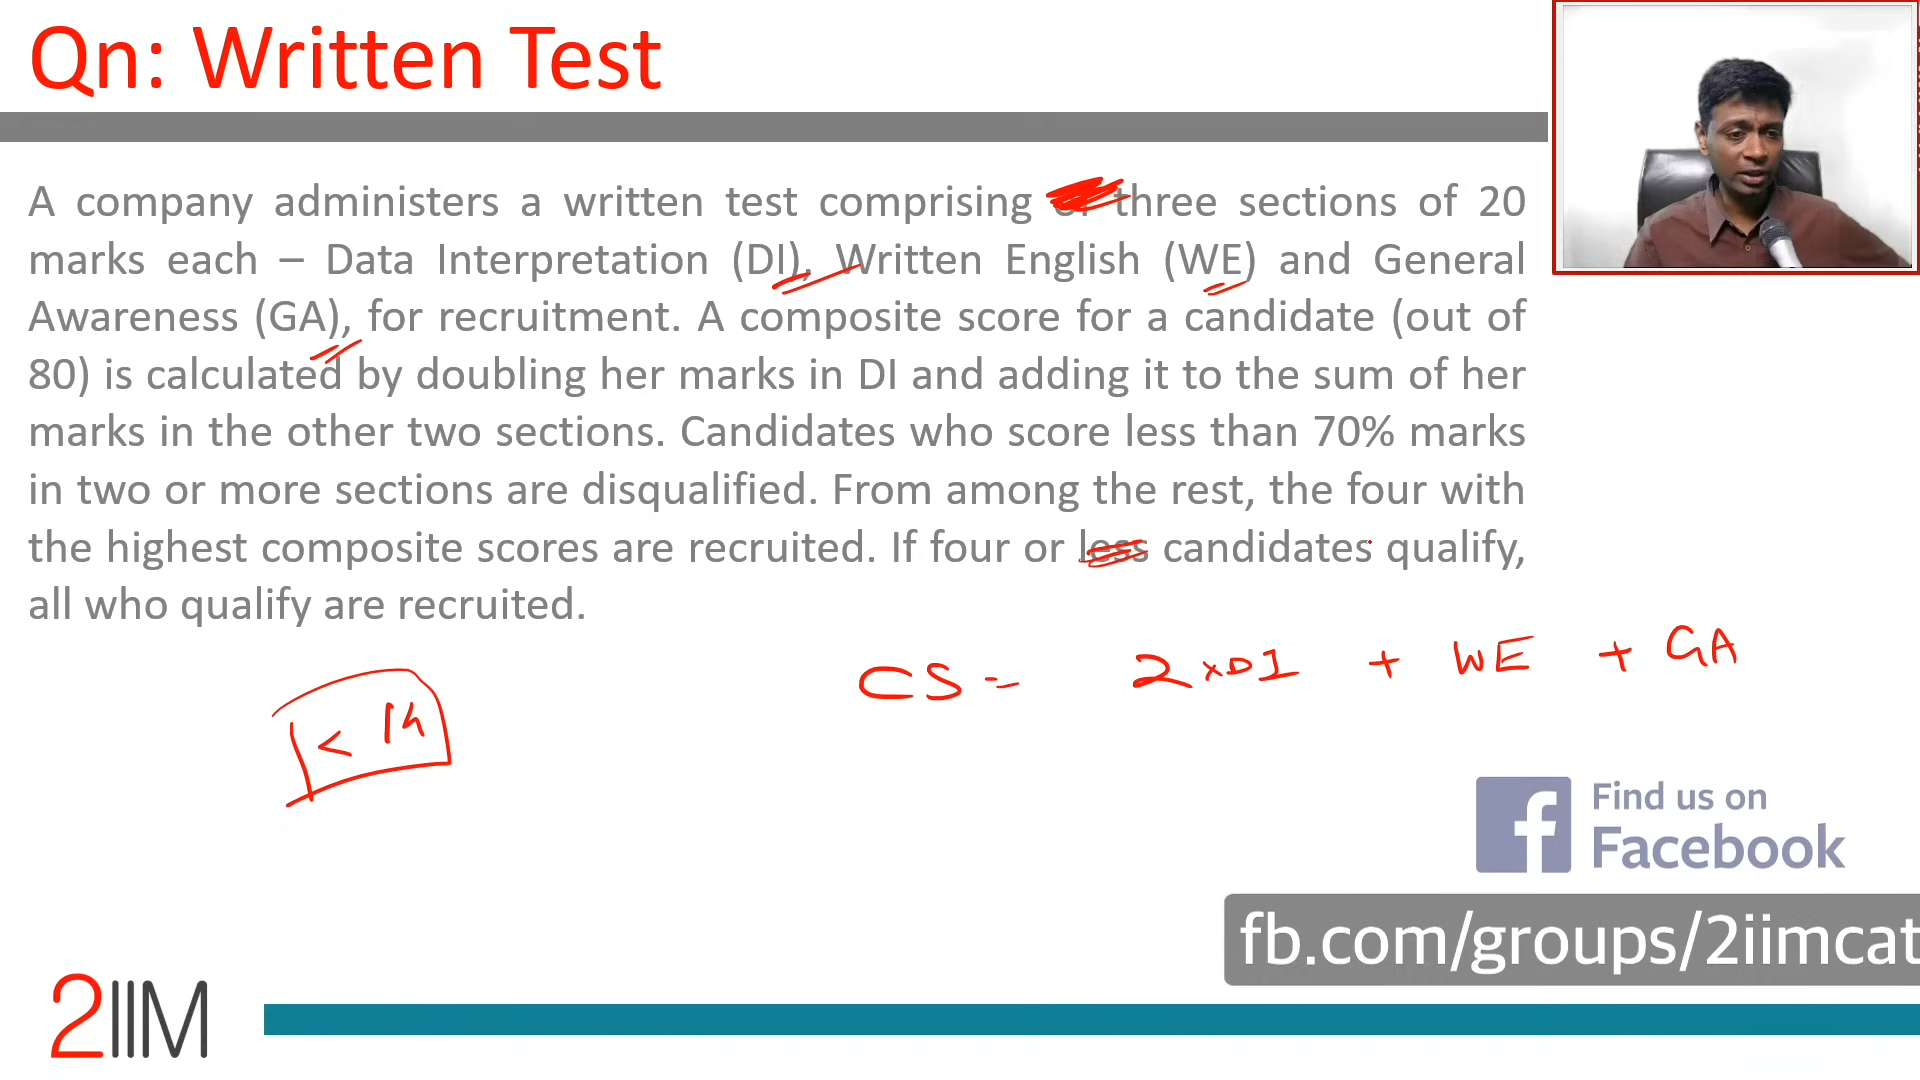 Qn: Written Test
A company administers a written test comprising of three sections of 20
marks each – Data Interpretation (DI), Written English (WE) and General
Awareness (GA), for recruitment. A composite score for a candidate (out of
80) is calculated by doubling her marks in DI and adding it to the sum of her
marks in the other two sections. Candidates who score less than 70% marks
in two or more sections are disqualified. From among the rest, the four with
the highest composite scores are recruited. If four or less candidates qualify,
all who qualify are recruited.
CS = 2 × DI + WE + GA
< 14
Find us on
Facebook
fb.com/groups/2iimcat
2IIM